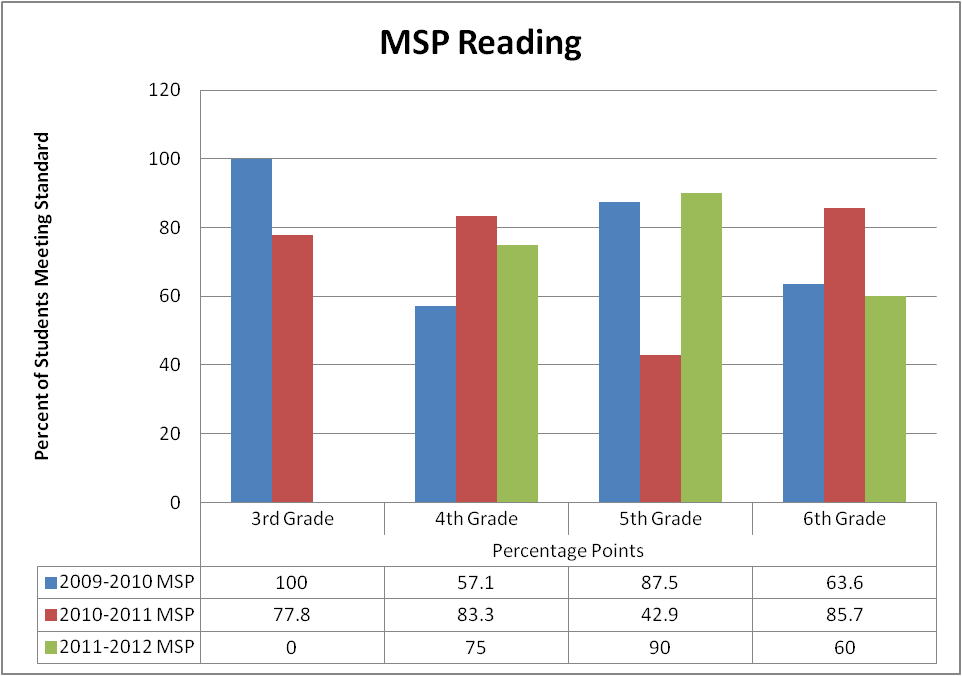 MSP Reading
Percent of Students Meeting Standard
120
100
80
60
40
20
0
3rd Grade 4th Grade 5th Grade 6th Grade
Percentage Points
2009-2010 MSP 100 57.1 87.5 63.6
2010-2011 MSP 77.8 83.3 42.9 85.7
2011-2012 MSP 0 75 90 60